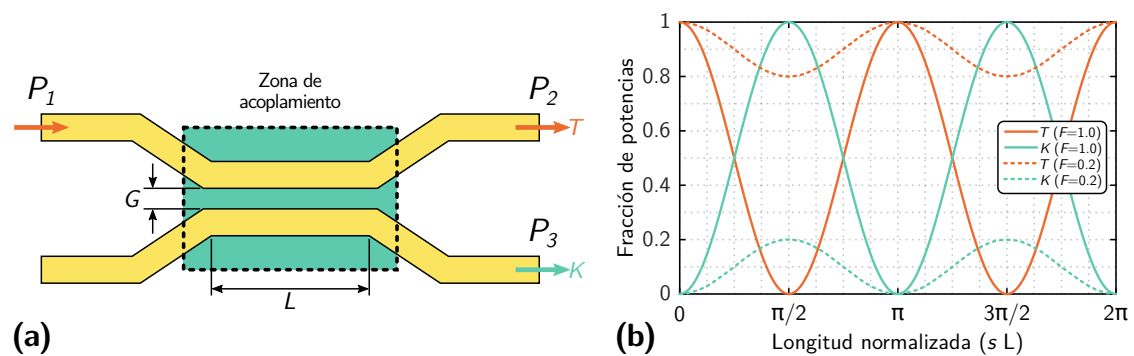 Zona de
acoplamiento
P1
P2
T
G
P3
K
L
(a)
Fracción de potencias
1
0.8
0.6
0.4
0.2
0
T (F=1.0)
K (F=1.0)
T (F=0.2)
K (F=0.2)
0
π/2
π
3π/2
2π
Longitud normalizada (s L)
(b)